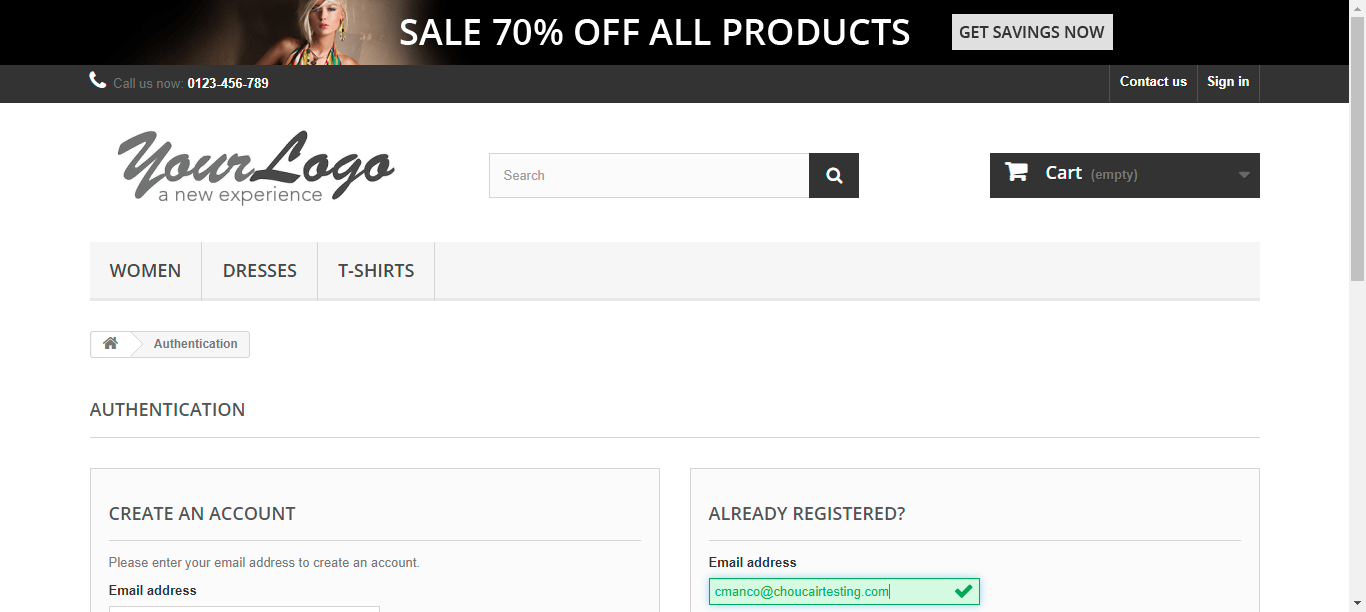 SALE 70% OFF ALL PRODUCTS GET SAVINGS NOW
Call us now: 0123-456-789 Contact us Sign in
Your Logo
a new experience
Search
Cart (empty)
WOMEN DRESSES T-SHIRTS
Authentication
AUTHENTICATION
CREATE AN ACCOUNT
Please enter your email address to create an account.
Email address
ALREADY REGISTERED?
Email address
cmanco@choucairtesting.com